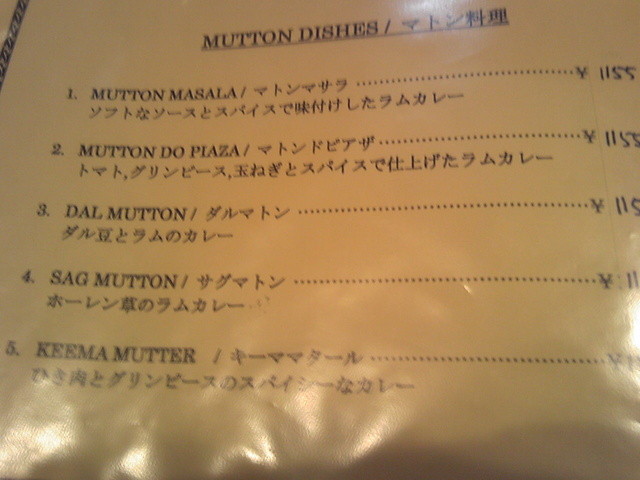 MUTTON DISHES / マトン料理
1. MUTTON MASALA / マトンマサラ ................................ ¥ 1155
ソフトなソースとスパイスで味付けしたラムカレー
2. MUTTON DO PIAZA / マトンドピアザ ................................ ¥ 1155
トマト,グリンピース,玉ねぎとスパイスで仕上げたラムカレー
3. DAL MUTTON / ダルマトン ................................ ¥ 115
ダル豆とラムのカレー
4. SAG MUTTON / サグマトン ................................ ¥ 11
ホーレン草のラムカレー
5. KEEMA MUTTER / キーママタール ................................ ¥
ひき肉とグリンピースのスパイシーなカレー